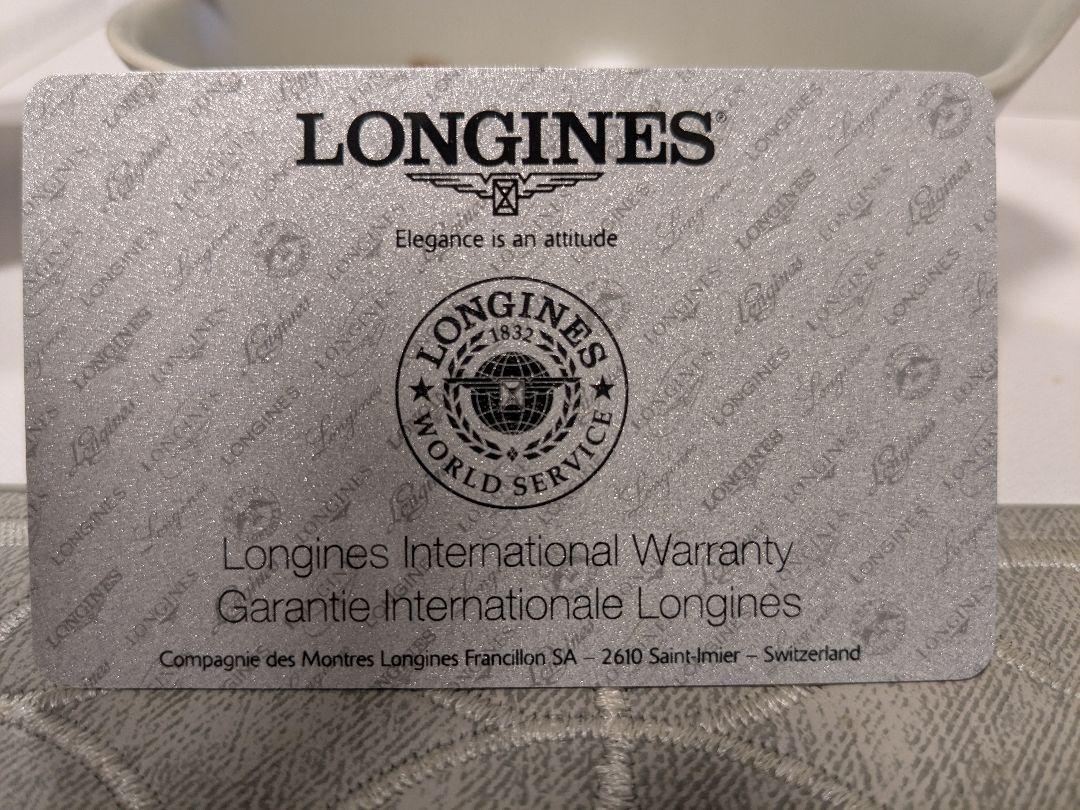 LONGINES®
Elegance is an attitude
LONGINES
1832
WORLD SERVICE
Longines International Warranty
Garantie Internationale Longines
Compagnie des Montres Longines Francillon SA – 2610 Saint-Imier – Switzerland